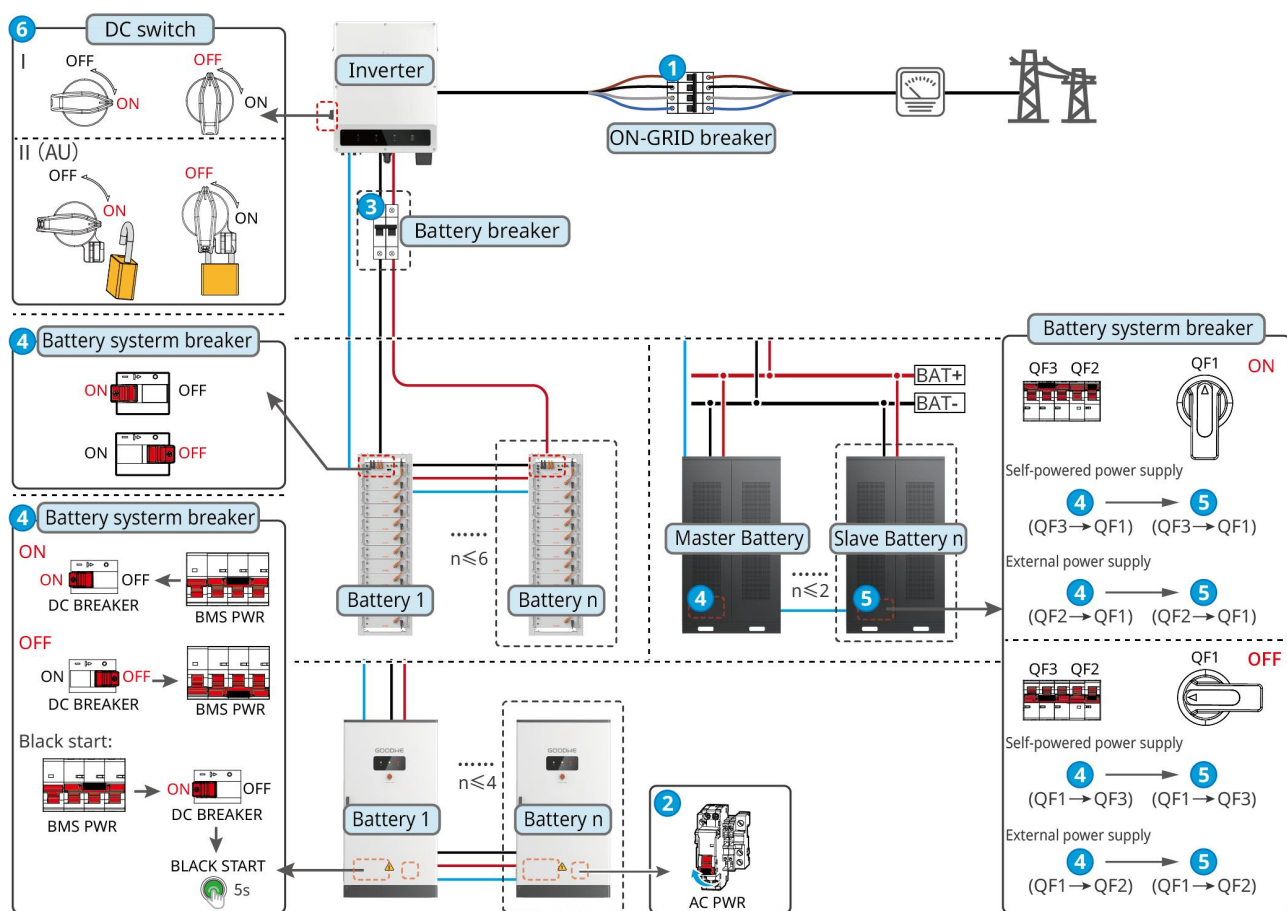 6
DC switch
I
OFF
ON
OFF
ON
II (AU)
OFF
ON
OFF
ON
Inverter
1
ON-GRID breaker
3
Battery breaker
4
Battery systerm breaker
ON
OFF
ON
OFF
4
Battery systerm breaker
ON
ON
OFF
DC BREAKER
BMS PWR
OFF
ON
OFF
DC BREAKER
BMS PWR
Black start:
BMS PWR
ON
OFF
DC BREAKER
BLACK START
5s
Battery 1
n≤6
Battery n
BAT+
BAT-
Master Battery
Slave Battery n
n≤2
4
5
GOODWE
Battery 1
n≤4
GOODWE
Battery n
2
AC PWR
Battery systerm breaker
QF3 QF2
QF1
ON
Self-powered power supply
4 → 5
(QF3→QF1) (QF3→QF1)
External power supply
4 → 5
(QF2→QF1) (QF2→QF1)
QF3 QF2
QF1
OFF
Self-powered power supply
4 → 5
(QF1→QF3) (QF1→QF3)
External power supply
4 → 5
(QF1→QF2) (QF1→QF2)